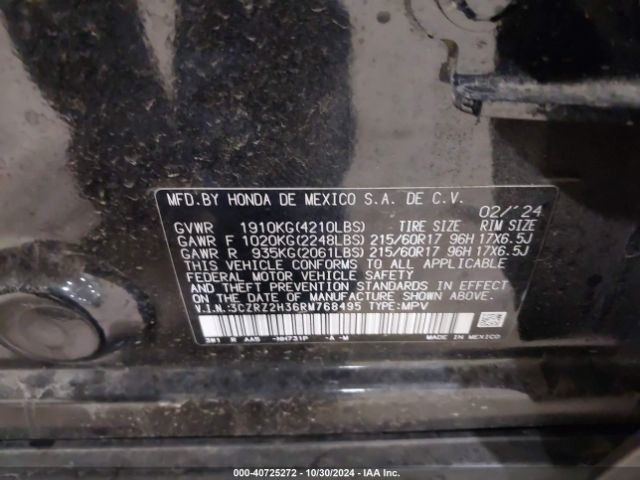 MFD.BY HONDA DE MEXICO S.A. DE C.V.
02/'24
GVWR 1910KG(4210LBS) TIRE SIZE RIM SIZE
GAWR F 1020KG(2248LBS) 215/60R17 96H 17X6.5J
GAWR R 935KG(2061LBS) 215/60R17 96H 17X6.5J
THIS VEHICLE CONFORMS TO ALL APPLICABLE
FEDERAL MOTOR VEHICLE SAFETY
AND THEFT PREVENTION STANDARDS IN EFFECT ON
THE DATE OF MANUFACTURE SHOWN ABOVE.
V.I.N.:3CZRZ2H36RM768495 TYPE:MPV
3W1 R AAS -NH731P -A -M MADE IN MEXICO
000-40725272 - 10/30/2024 - IAA Inc.